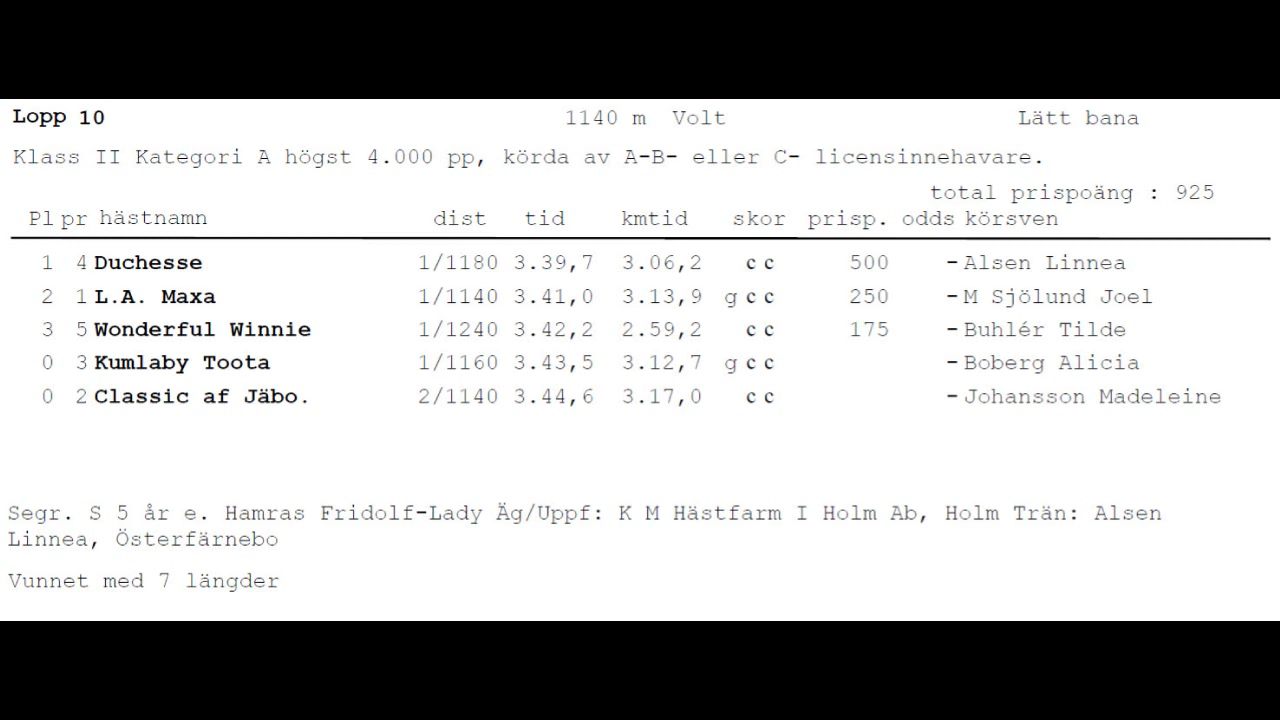 Lopp 10 1140 m Volt Lätt bana
Klass II Kategori A högst 4.000 pp, körda av A-B- eller C- licensinnehavare.
total prispoäng : 925
Pl pr hästnamn dist tid kmtid skor prisp. odds körsven
1 4 Duchesse 1/1180 3.39,7 3.06,2 c c 500 - Alsen Linnea
2 1 L.A. Maxa 1/1140 3.41,0 3.13,9 g c c 250 - M Sjölund Joel
3 5 Wonderful Winnie 1/1240 3.42,2 2.59,2 c c 175 - Buhlér Tilde
0 3 Kumlaby Toota 1/1160 3.43,5 3.12,7 g c c - Boberg Alicia
0 2 Classic af Jäbo. 2/1140 3.44,6 3.17,0 c c - Johansson Madeleine
Segr. S 5 år e. Hamras Fridolf-Lady Äg/Uppf: K M Hästfarm I Holm Ab, Holm Trän: Alsen
Linnea, Österfärnebo
Vunnet med 7 längder